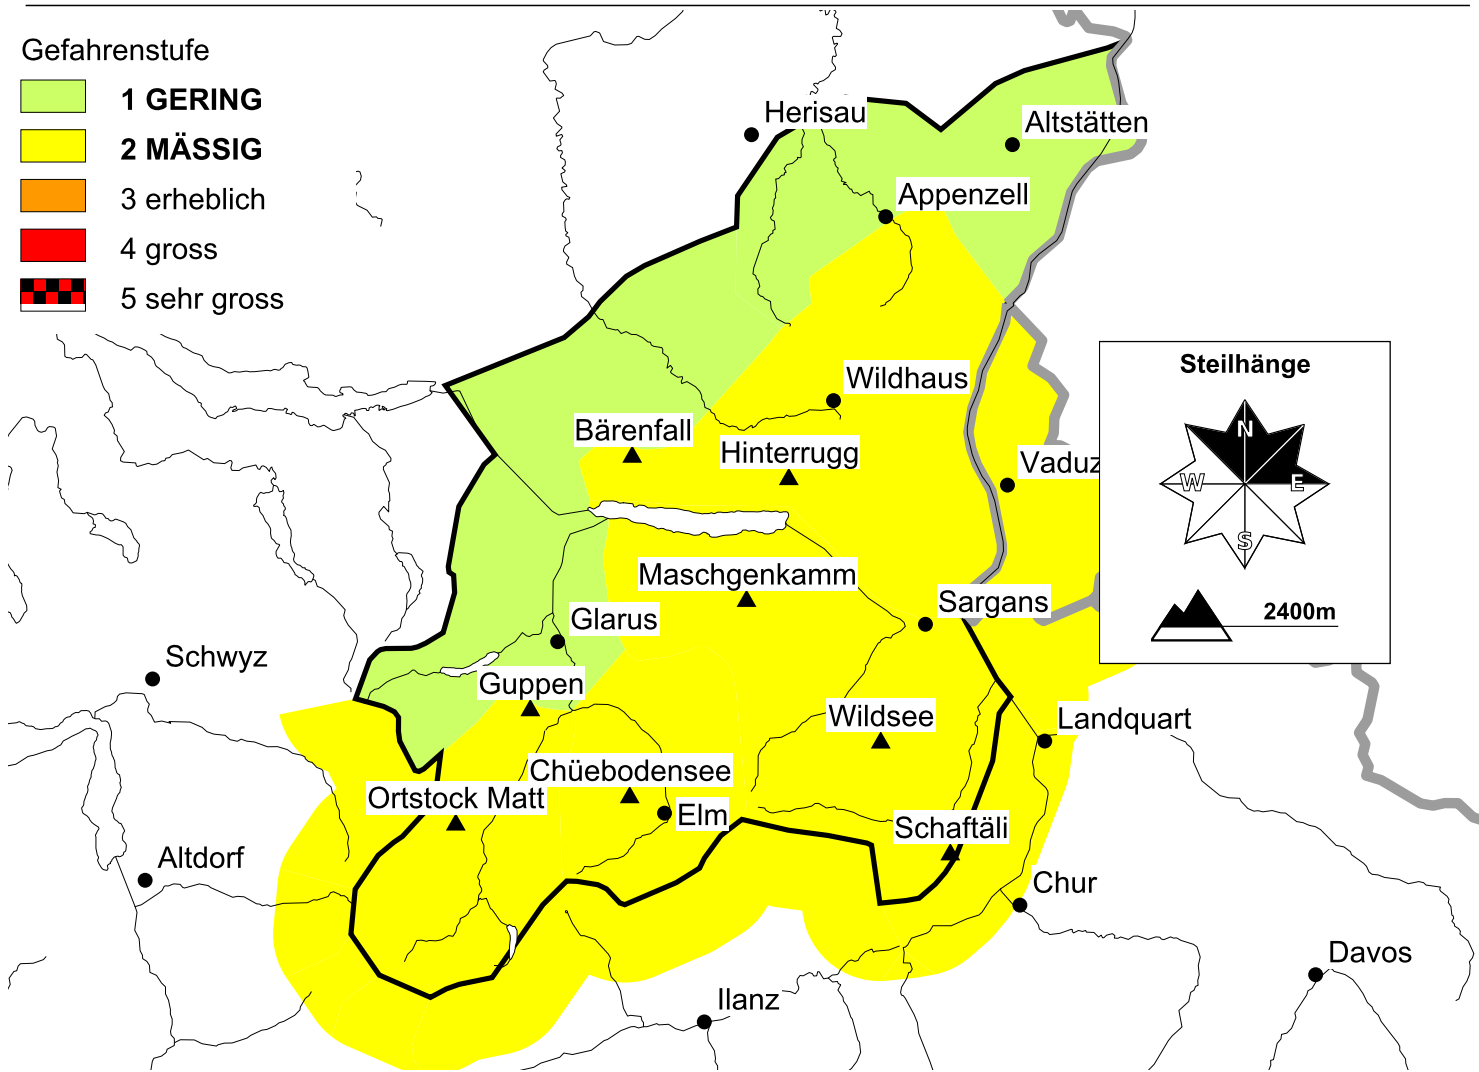 Gefahrenstufe
1 GERING
2 MÄSSIG
3 erheblich
4 gross
5 sehr gross
Herisau
Altstätten
Appenzell
Wildhaus
Bärenfall
Hinterrugg
Vaduz
Steilhänge
N
W
E
S
2400m
Maschgenkamm
Sargans
Glarus
Schwyz
Guppen
Wildsee
Landquart
Chüebodensee
Ortstock Matt
Elm
Schaftäli
Altdorf
Chur
Davos
Ilanz